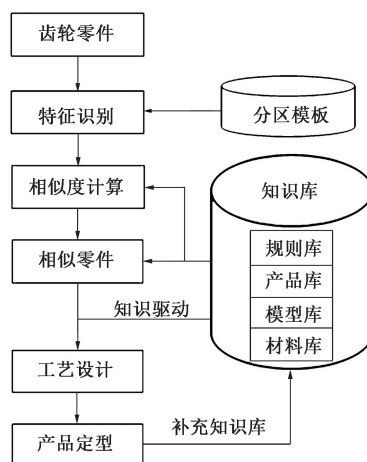 齿轮零件
特征识别
分区模板
相似度计算
知识库
相似零件
规则库
产品库
模型库
材料库
知识驱动
工艺设计
产品定型
补充知识库